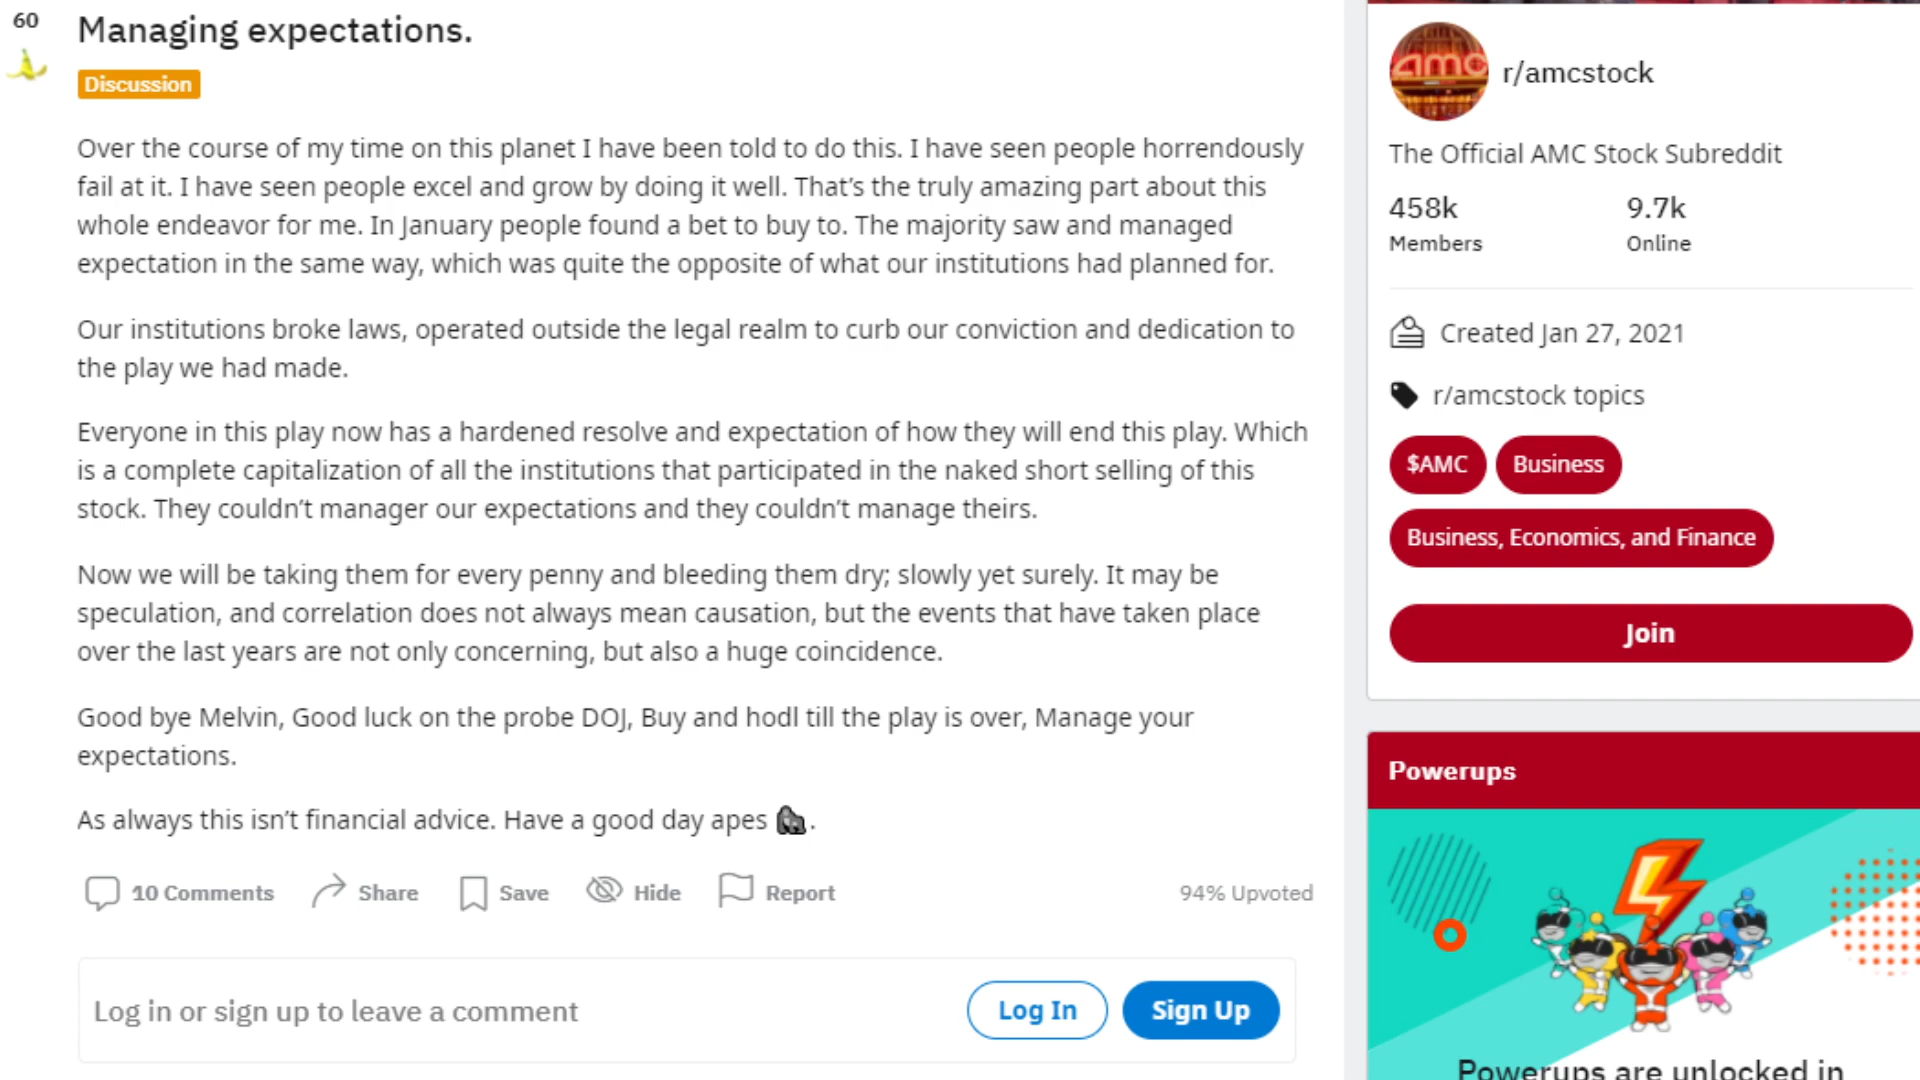 60
Managing expectations.
Discussion
Over the course of my time on this planet I have been told to do this. I have seen people horrendously
fail at it. I have seen people excel and grow by doing it well. That’s the truly amazing part about this
whole endeavor for me. In January people found a bet to buy to. The majority saw and managed
expectation in the same way, which was quite the opposite of what our institutions had planned for.
Our institutions broke laws, operated outside the legal realm to curb our conviction and dedication to
the play we had made.
Everyone in this play now has a hardened resolve and expectation of how they will end this play. Which
is a complete capitalization of all the institutions that participated in the naked short selling of this
stock. They couldn’t manager our expectations and they couldn’t manage theirs.
Now we will be taking them for every penny and bleeding them dry; slowly yet surely. It may be
speculation, and correlation does not always mean causation, but the events that have taken place
over the last years are not only concerning, but also a huge coincidence.
Good bye Melvin, Good luck on the probe DOJ, Buy and hodl till the play is over, Manage your
expectations.
As always this isn’t financial advice. Have a good day apes 🦍.
10 Comments Share Save Hide Report 94% Upvoted
Log in or sign up to leave a comment Log In Sign Up
amc
r/amcstock
The Official AMC Stock Subreddit
458k 9.7k
Members Online
Created Jan 27, 2021
r/amcstock topics
$AMC Business
Business, Economics, and Finance
Join
Powerups
Powerups are unlocked in